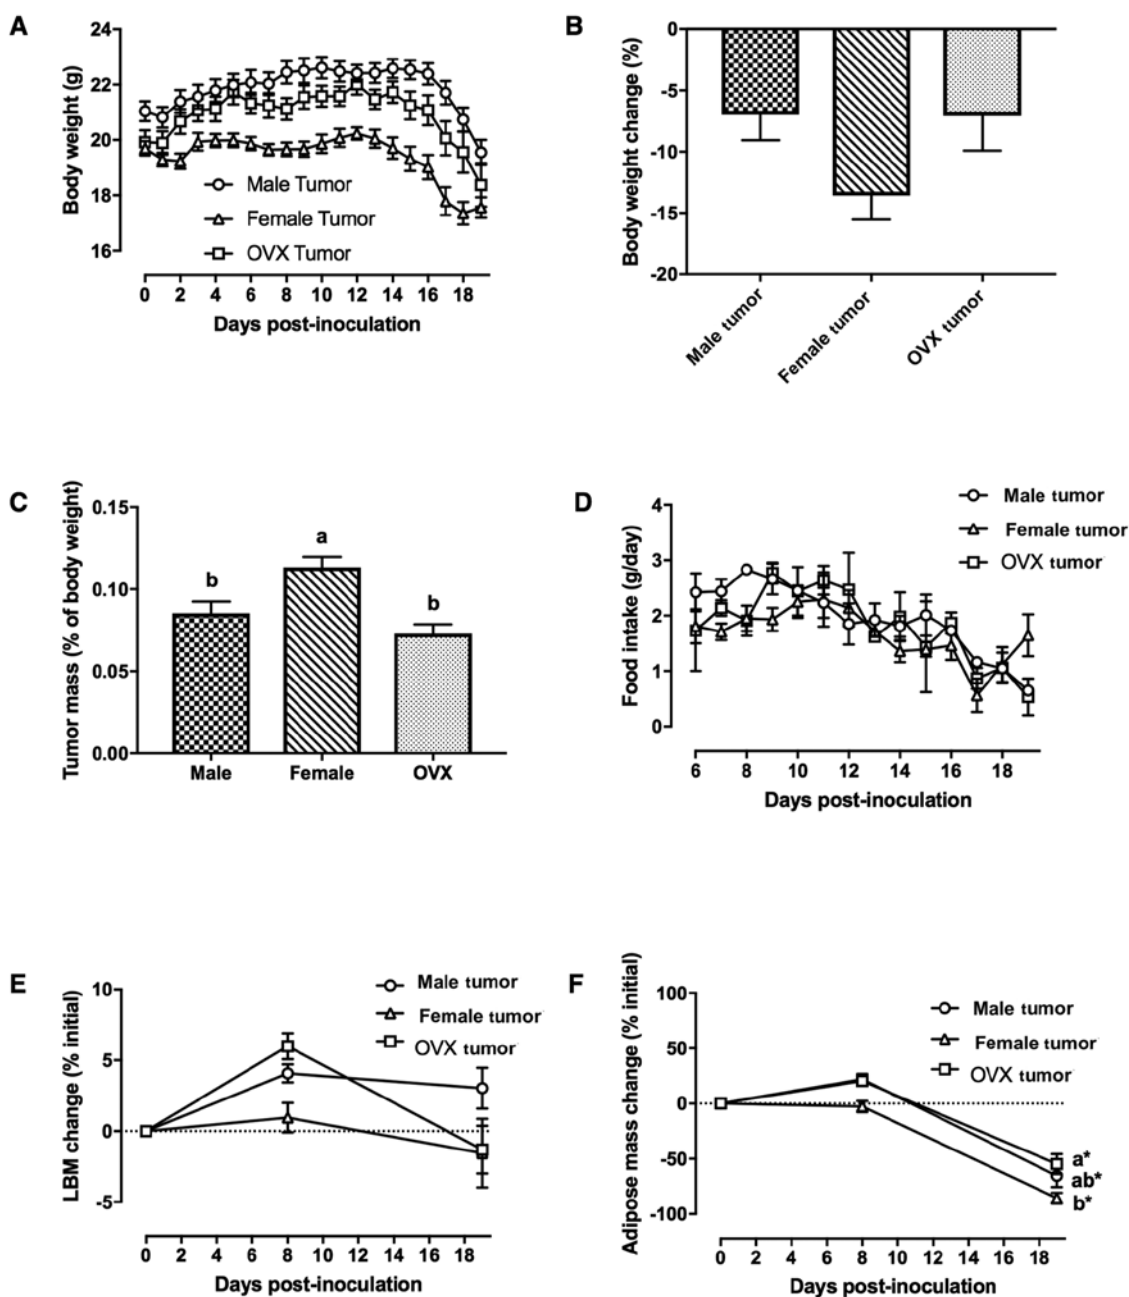 A
Body weight (g)
24
22
20
18
16
Male Tumor
Female Tumor
OVX Tumor
0 2 4 6 8 10 12 14 16 18
Days post-inoculation
B
Body weight change (%)
0
-5
-10
-15
-20
Male tumor
Female tumor
OVX tumor
C
Tumor mass (% of body weight)
0.15
0.10
0.05
0.00
b
a
b
Male Female OVX
D
Food intake (g/day)
4
3
2
1
0
Male tumor
Female tumor
OVX tumor
6 8 10 12 14 16 18
Days post-inoculation
E
LBM change (% initial)
10
5
0
-5
Male tumor
Female tumor
OVX tumor
0 2 4 6 8 10 12 14 16 18
Days post-inoculation
F
Adipose mass change (% initial)
100
50
0
-50
-100
Male tumor
Female tumor
OVX tumor
a*
ab*
b*
0 2 4 6 8 10 12 14 16 18
Days post-inoculation